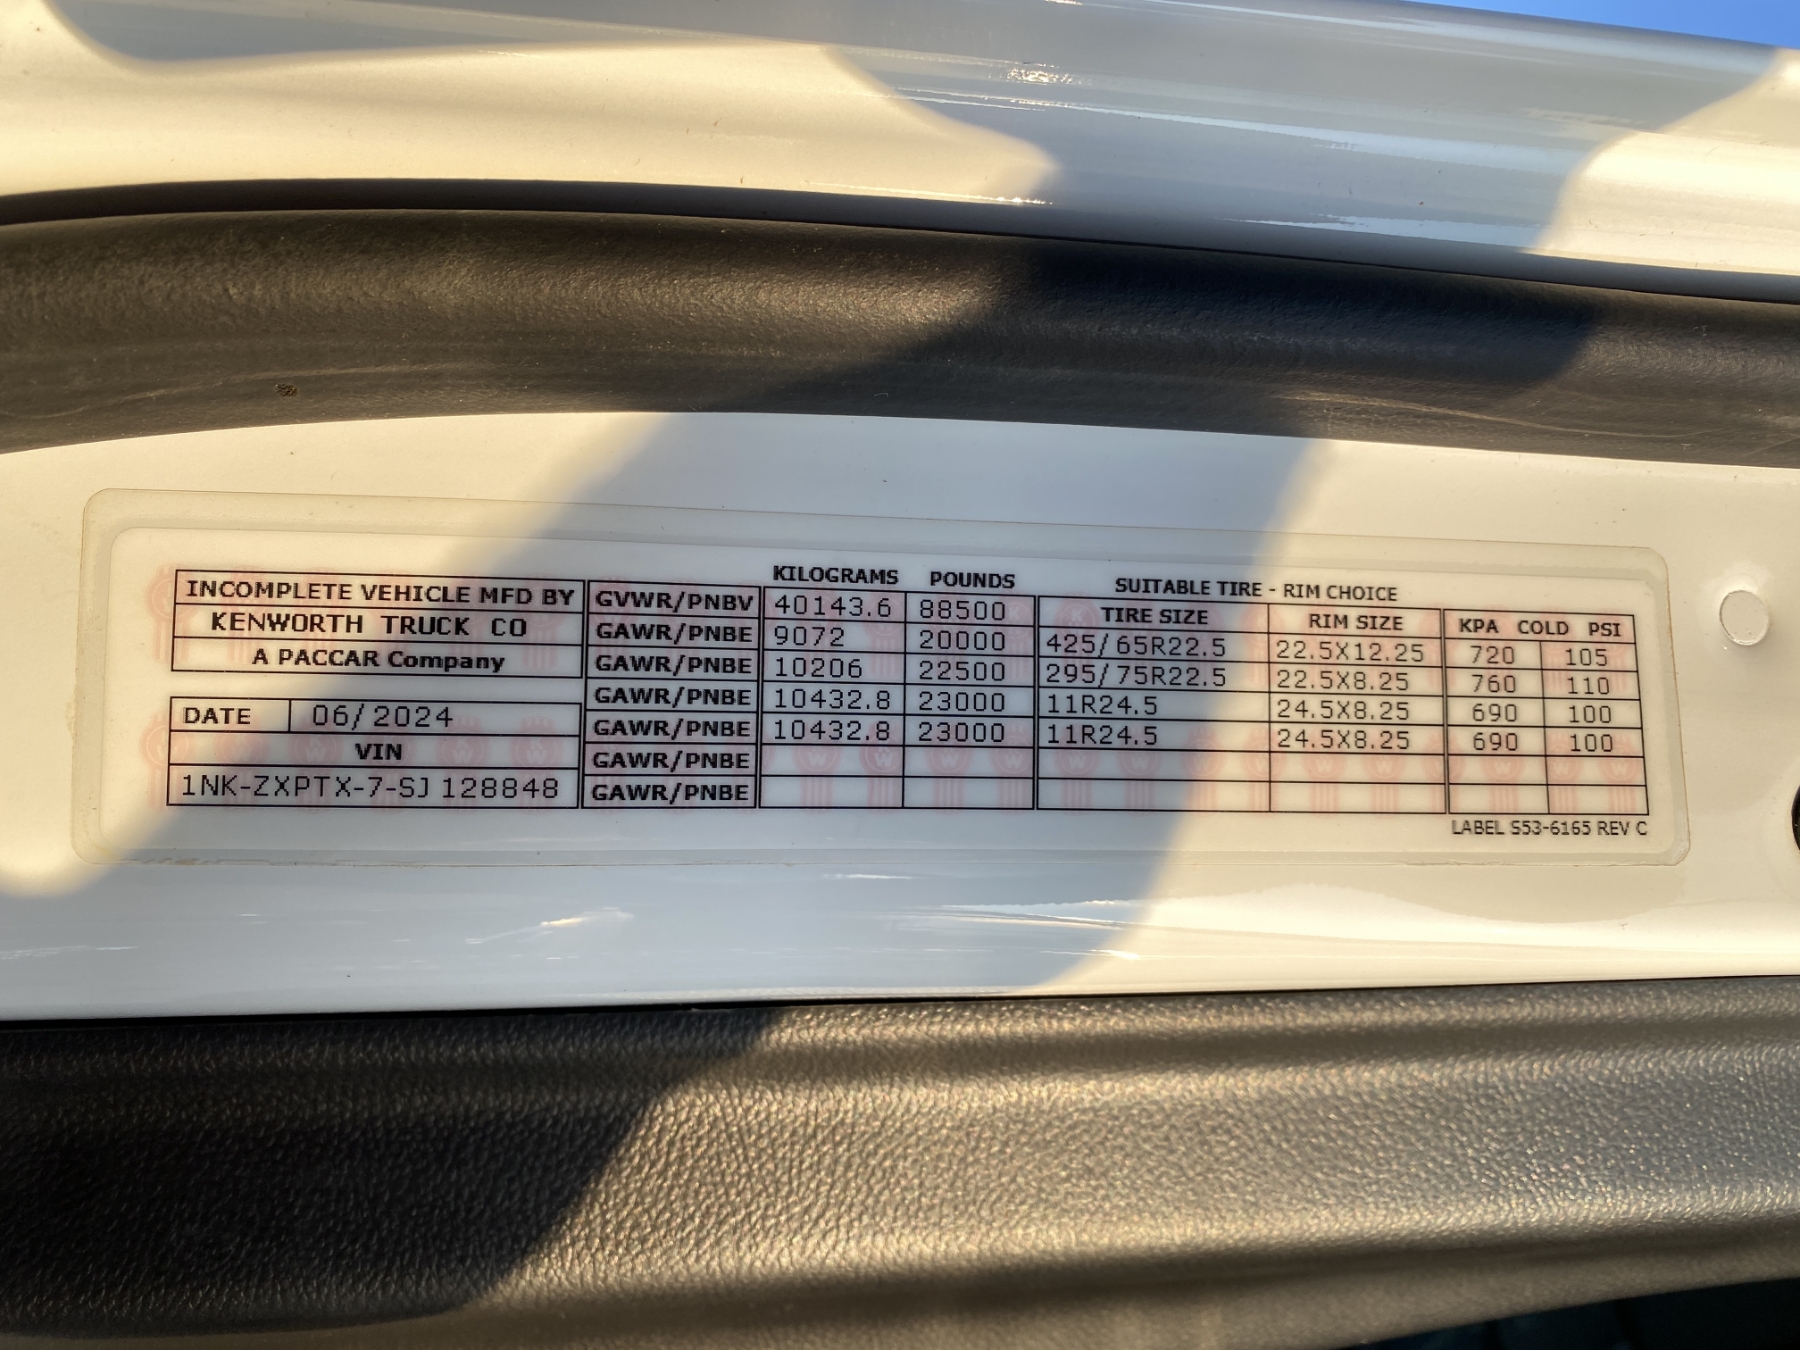 KILOGRAMS POUNDS SUITABLE TIRE - RIM CHOICE
INCOMPLETE VEHICLE MFD BY
KENWORTH TRUCK CO
A PACCAR Company
DATE 06/2024
VIN
1NK-ZXPTX-7-SJ 128848
TIRE SIZE RIM SIZE KPA COLD PSI
GVWR/PNBV 40143.6 88500
GAWR/PNBE 9072 20000 425/65R22.5 22.5X12.25 720 105
GAWR/PNBE 10206 22500 295/75R22.5 22.5X8.25 760 110
GAWR/PNBE 10432.8 23000 11R24.5 24.5X8.25 690 100
GAWR/PNBE 10432.8 23000 11R24.5 24.5X8.25 690 100
GAWR/PNBE
GAWR/PNBE
LABEL S53-6165 REV C